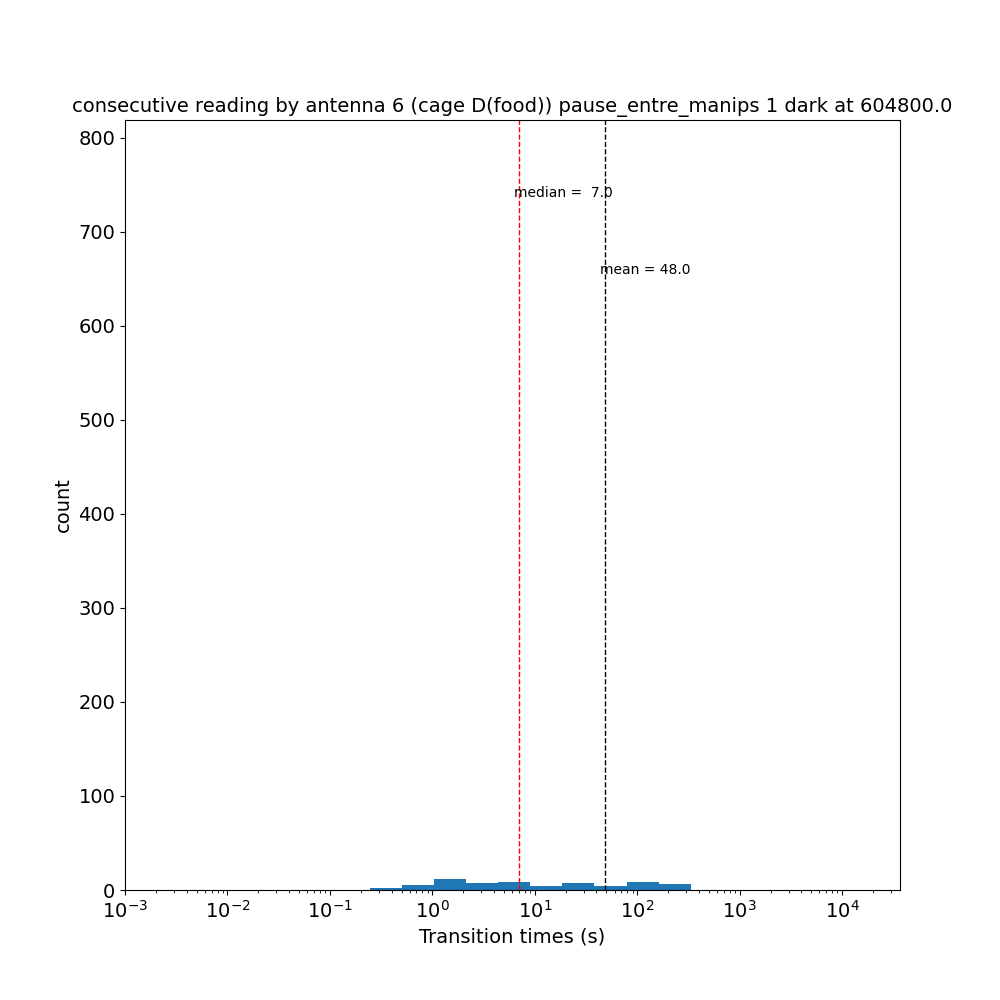 consecutive reading by antenna 6 (cage D(food)) pause_entre_manips 1 dark at 604800.0
800
median =  7.0
700
mean = 48.0
600
500
count
400
300
200
100
0
10⁻³ 10⁻² 10⁻¹ 10⁰ 10¹ 10² 10³ 10⁴
Transition times (s)